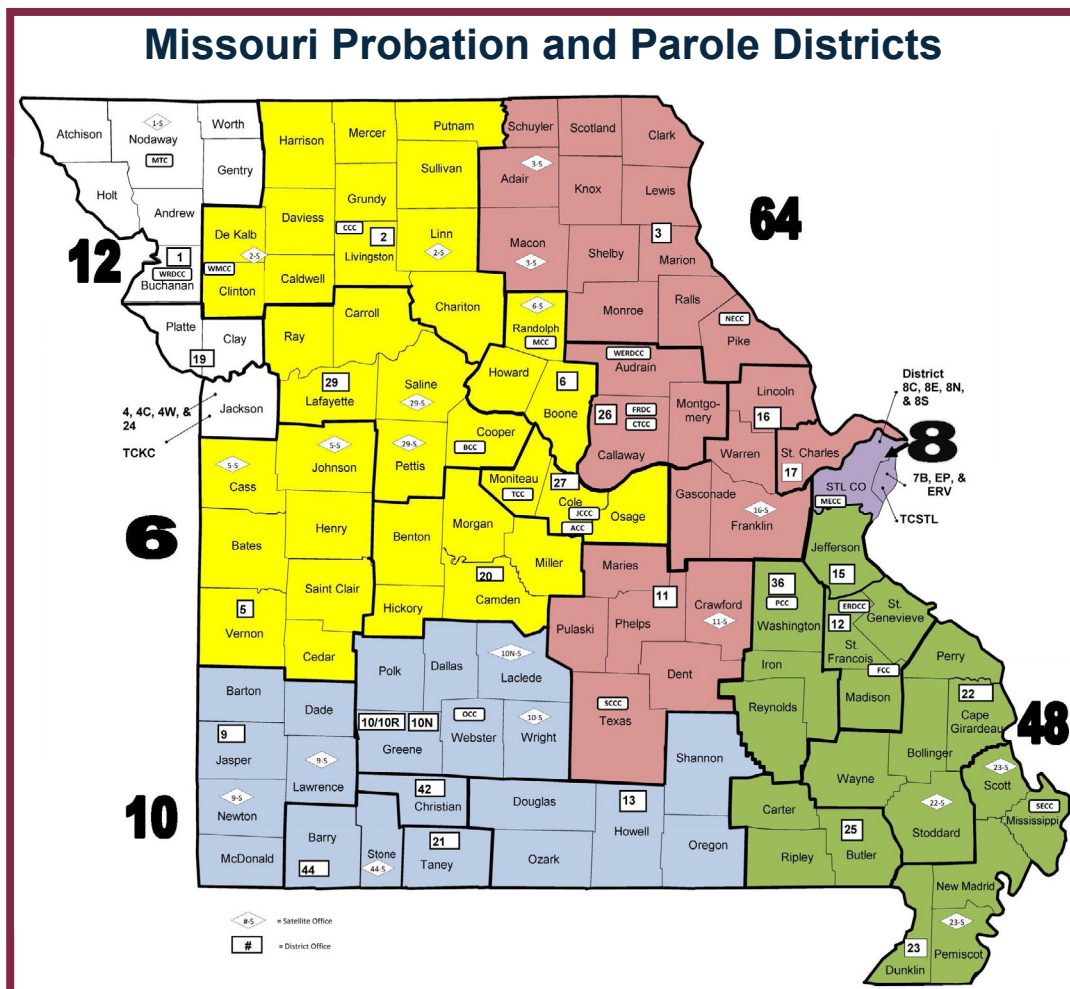 Missouri Probation and Parole Districts
Atchison
1-S
Nodaway
MTC
Worth
Gentry
Holt
Andrew
12
1
WRDCC
Buchanan
Platte
19
Clay
4, 4C, 4W, &
24
TCKC
Jackson
Harrison
Mercer
Putnam
Sullivan
Grundy
Daviess
De Kalb
2-S
WMCC
Clinton
Caldwell
CCC
2
Livingston
Linn
2-S
Chariton
Carroll
Ray
29
Lafayette
Saline
29-S
6-S
Randolph
MCC
Howard
6
Boone
Cooper
BCC
29-S
Pettis
5-S
Johnson
5-S
Cass
Moniteau
TCC
27
Cole
JCCC
ACC
Osage
Morgan
Miller
Henry
Benton
Bates
6
Saint Clair
20
Camden
Hickory
5
Vernon
Cedar
Schuyler
Scotland
Clark
3-S
Adair
Knox
Lewis
64
Macon
3-S
Shelby
3
Marion
Monroe
Ralls
NECC
Pike
WERDCC
Audrain
26
FRDC
CTCC
Callaway
Montgo-
mery
Lincoln
16
Warren
St. Charles
17
Gasconade
16-S
Franklin
District
8C, 8E, 8N,
& 8S
8
STL CO
MECC
7B, EP, &
ERV
TCSTL
Maries
11
Crawford
11-S
Pulaski
Phelps
Dent
SCCC
Texas
Jefferson
15
36
PCC
Washington
ERDCC
12
St.
Genevieve
St.
Francois
FCC
Iron
Madison
Perry
Reynolds
22
Cape
Girardeau
48
Bollinger
Wayne
23-S
Scott
SECC
Mississippi
22-S
Stoddard
Carter
25
Butler
Ripley
New Madrid
23-S
Pemiscot
23
Dunklin
Polk
Dallas
10N-S
Laclede
Barton
Dade
10/10R
10N
Greene
OCC
Webster
10-S
Wright
Shannon
9
Jasper
9-S
Lawrence
42
Christian
Douglas
13
Howell
10
9-S
Newton
Barry
44
Stone
44-S
21
Taney
Ozark
Oregon
McDonald
#-S
= Satellite Office
#
= District Office